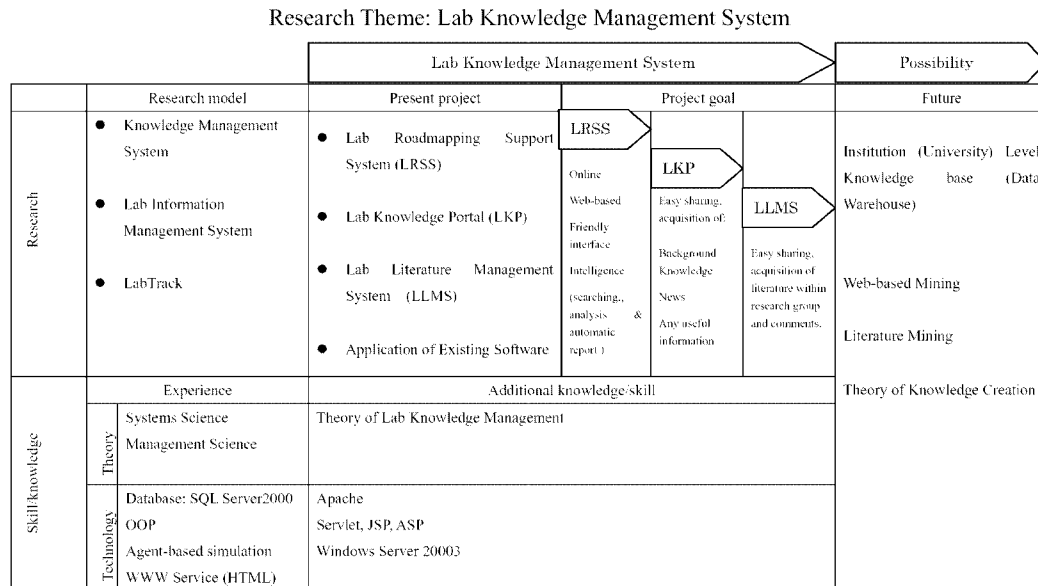 Research Theme: Lab Knowledge Management System
Lab Knowledge Management System
Possibility
Research model
Present project
Project goal
Future
Research
● Knowledge Management
System
● Lab Information
Management System
● LabTrack
● Lab Roadmapping Support
System (LRSS)
● Lab Knowledge Portal (LKP)
● Lab Literature Management
System (LLMS)
● Application of Existing Software
LRSS
Online
Web-based
Friendly
interface
Intelligence
(searching,,
analysis &
automatic
report )
LKP
Easy sharing,
acquisition of:
Background
Knowledge
News
Any useful
information
LLMS
Easy sharing,
acquisition of
literature within
research group
and comments.
Institution (University) Level
Knowledge base (Data
Warehouse)
Web-based Mining
Literature Mining
Theory of Knowledge Creation
Skill/knowledge
Experience
Additional knowledge/skill
Theory
Systems Science
Management Science
Theory of Lab Knowledge Management
Technology
Database: SQL Server2000
OOP
Agent-based simulation
WWW Service (HTML)
Apache
Servlet, JSP, ASP
Windows Server 20003